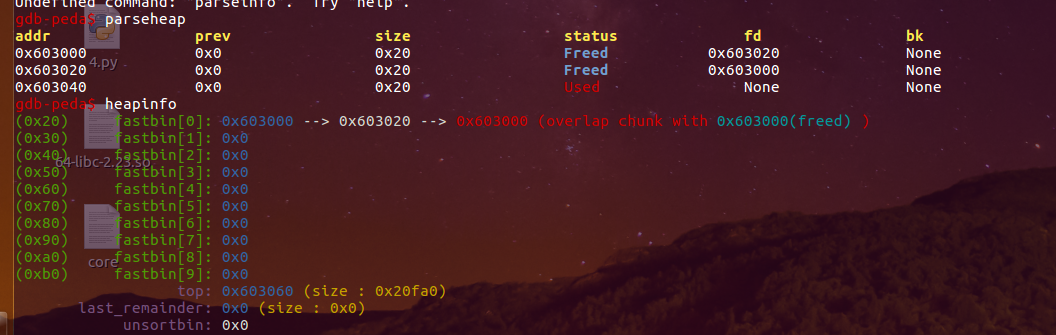 Undefined command: "parseinfo".  Try "help".
gdb-peda$ parseheap
addr                prev                size                 status              fd                bk
0x603000            0x0                 0x20                 Freed         0x603020              None
0x603020            0x0                 0x20                 Freed         0x603000              None
0x603040            0x0                 0x20                 Used              None              None
gdb-peda$ heapinfo
(0x20)     fastbin[0]: 0x603000 --> 0x603020 --> 0x603000 (overlap chunk with 0x603000(freed) )
(0x30)     fastbin[1]: 0x0
(0x40)     fastbin[2]: 0x0
(0x50)     fastbin[3]: 0x0
(0x60)     fastbin[4]: 0x0
(0x70)     fastbin[5]: 0x0
(0x80)     fastbin[6]: 0x0
(0x90)     fastbin[7]: 0x0
(0xa0)     fastbin[8]: 0x0
(0xb0)     fastbin[9]: 0x0
top: 0x603060 (size : 0x20fa0)
last_remainder: 0x0 (size : 0x0)
unsortbin: 0x0
4.py
64-libc-2.23.so
core